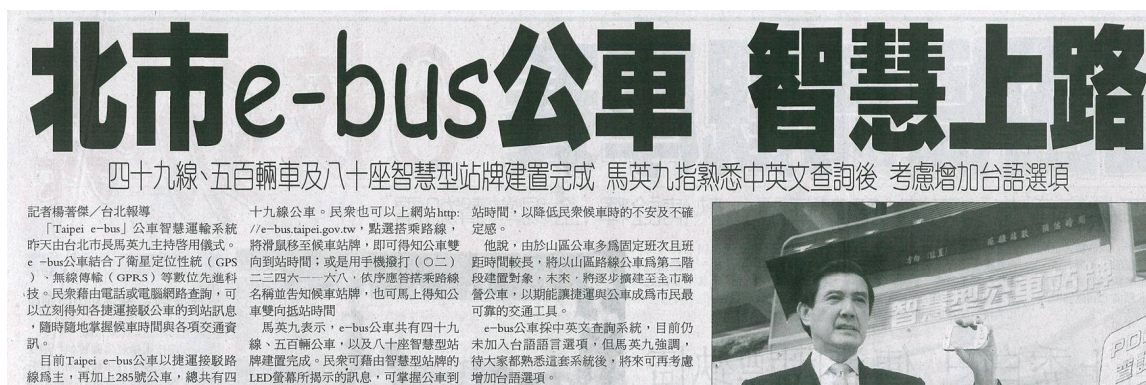 北市e-bus公車 智慧上路
四十九線、五百輛車及八十座智慧型站牌建置完成 馬英九指熟悉中英文查詢後 考慮增加台語選項
記者楊著傑／台北報導
「Taipei e-bus」公車智慧運輸系統
昨天由台北市長馬英九主持啓用儀式。
e -bus公車結合了衛星定位性統（GPS
）、無線傳輸（GPRS）等數位先進科
技。民衆藉由電話或電腦網路查詢，可
以立刻得知各捷運接駁公車的到站訊息
，隨時隨地掌握候車時間與各項交通資
訊。
目前Taipei e-bus公車以捷運接駁路
線爲主，再加上285號公車，總共有四
十九線公車。民衆也可以上網站http:
//e-bus.taipei.gov.tw，點選搭乘路線，
將滑鼠移至候車站牌，即可得知公車雙
向到站時間；或是用手機撥打（〇二）
二三四六一一六八，依序應答搭乘路線
名稱並告知候車站牌，也可馬上得知公
車雙向抵站時間
馬英九表示，e-bus公車共有四十九
線、五百輛公車，以及八十座智慧型站
牌建置完成。民衆可藉由智慧型站牌的
LED螢幕所揭示的訊息，可掌握公車到
站時間，以降低民衆候車時的不安及不確
定感。
他說，由於山區公車多爲固定班次且班
距時間較長，將以山區路線公車爲第二階
段建置對象，未來，將逐步擴建至全市聯
營公車，以期能讓捷運與公車成爲市民最
可靠的交通工具。
e-bus公車採中英文查詢系統，目前仍
未加入台語語言選項，但馬英九強調，
待大家都熟悉這套系統後，將來可再考慮
增加台語選項。
智慧型公車站牌